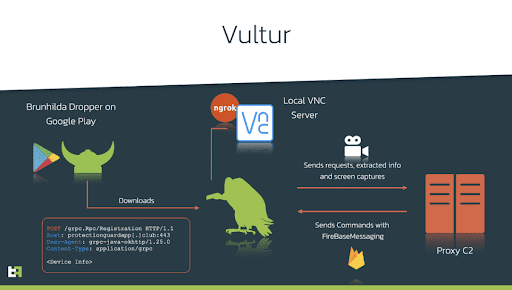 Vultur
Brunhilda Dropper on
Google Play
ngrok
VNC
Local VNC
Server
Downloads
Sends requests, extracted info
and screen captures
Sends Commands with
FireBaseMessaging
Proxy C2
POST /grpc.Rpc/Registration HTTP/1.1
Host: protectionguardapp[.]club:443
User-Agent: grpc-java-okhttp/1.25.0
Content-Type: application/grpc
<Device Info>